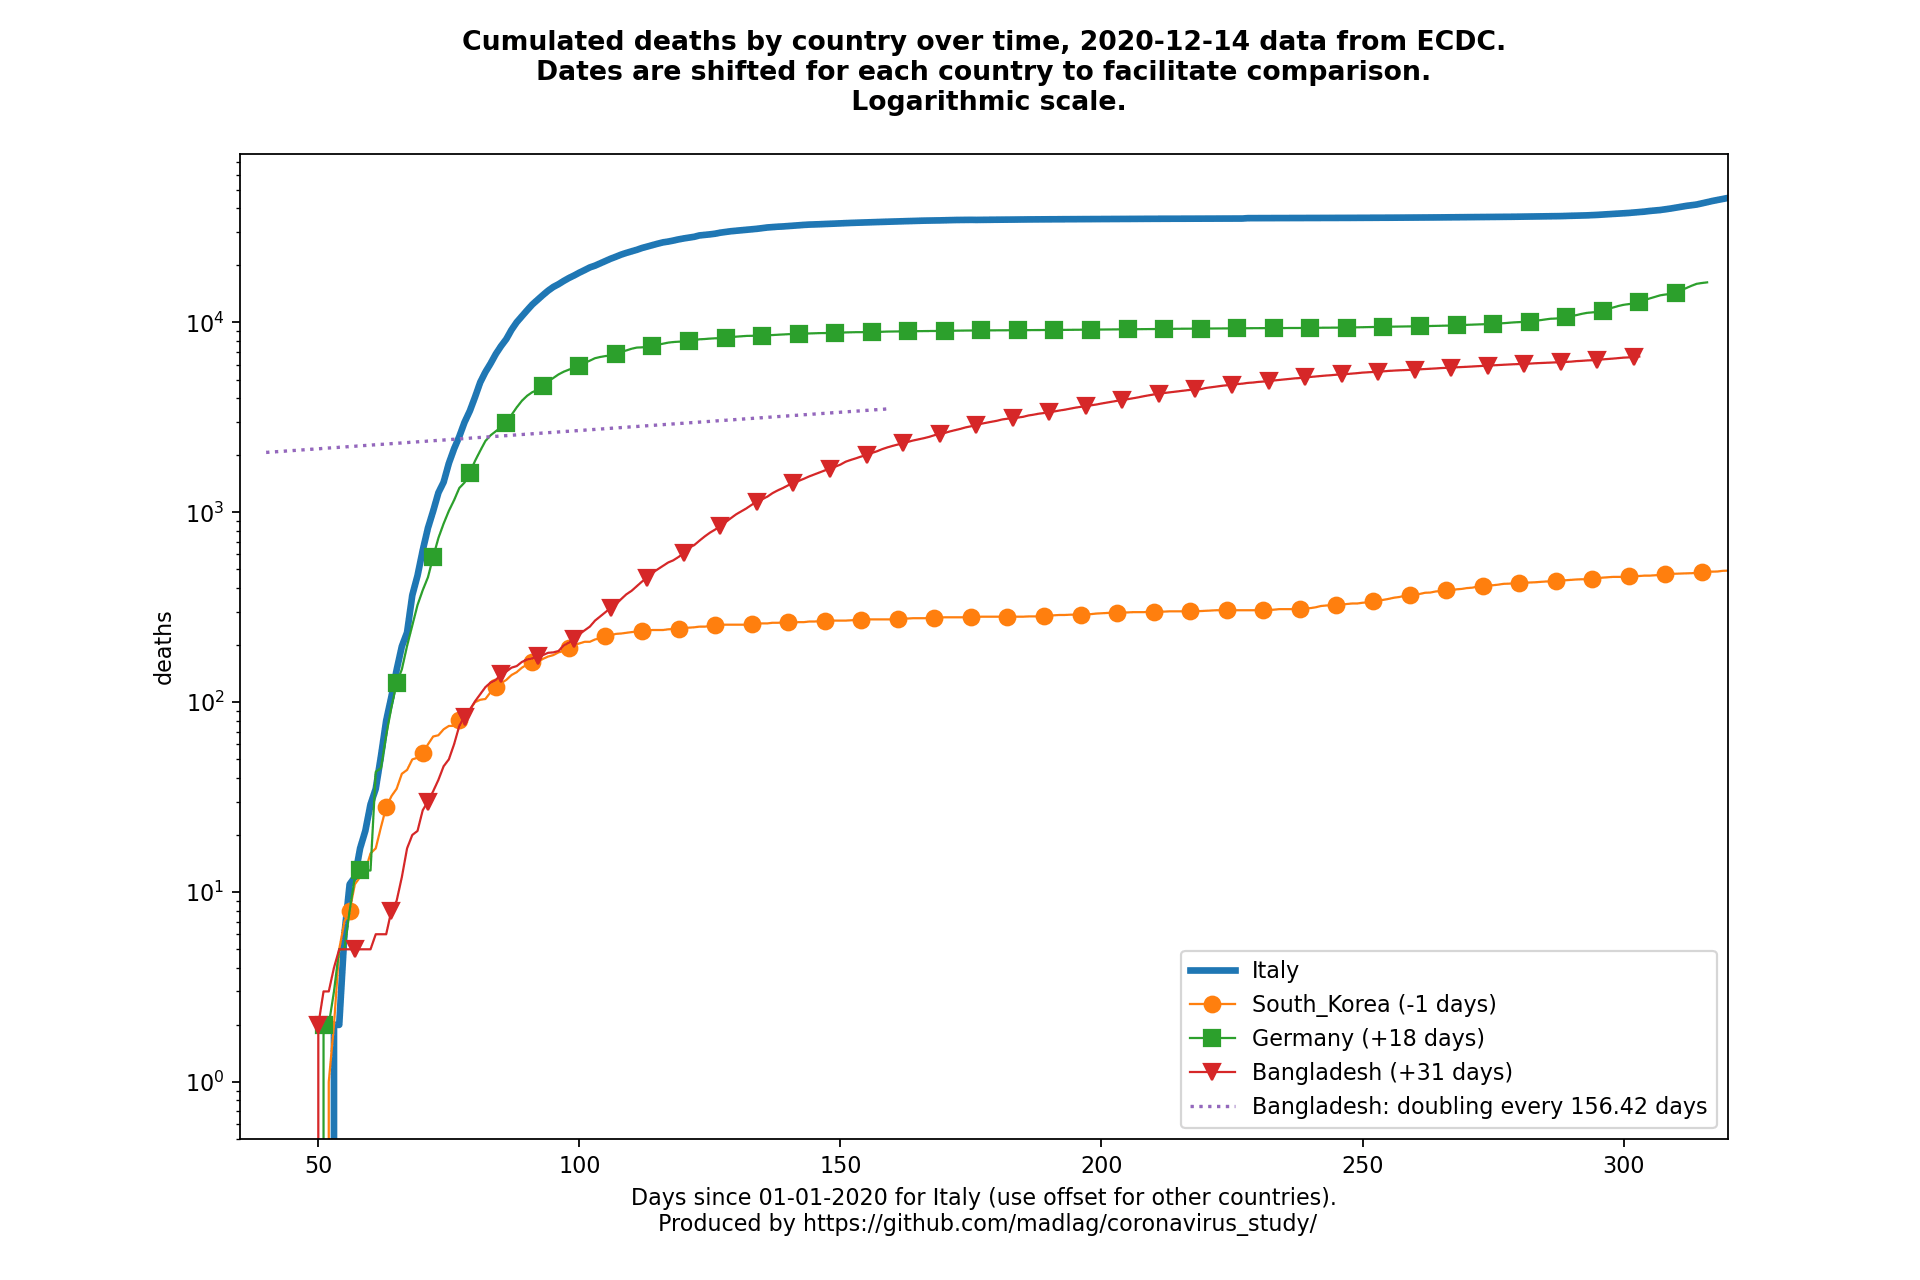 Cumulated deaths by country over time, 2020-12-14 data from ECDC.
Dates are shifted for each country to facilitate comparison.
Logarithmic scale.
deaths
10^4
10^3
10^2
10^1
10^0
50
100
150
200
250
300
Italy
South_Korea (-1 days)
Germany (+18 days)
Bangladesh (+31 days)
Bangladesh: doubling every 156.42 days
Days since 01-01-2020 for Italy (use offset for other countries).
Produced by https://github.com/madlag/coronavirus_study/